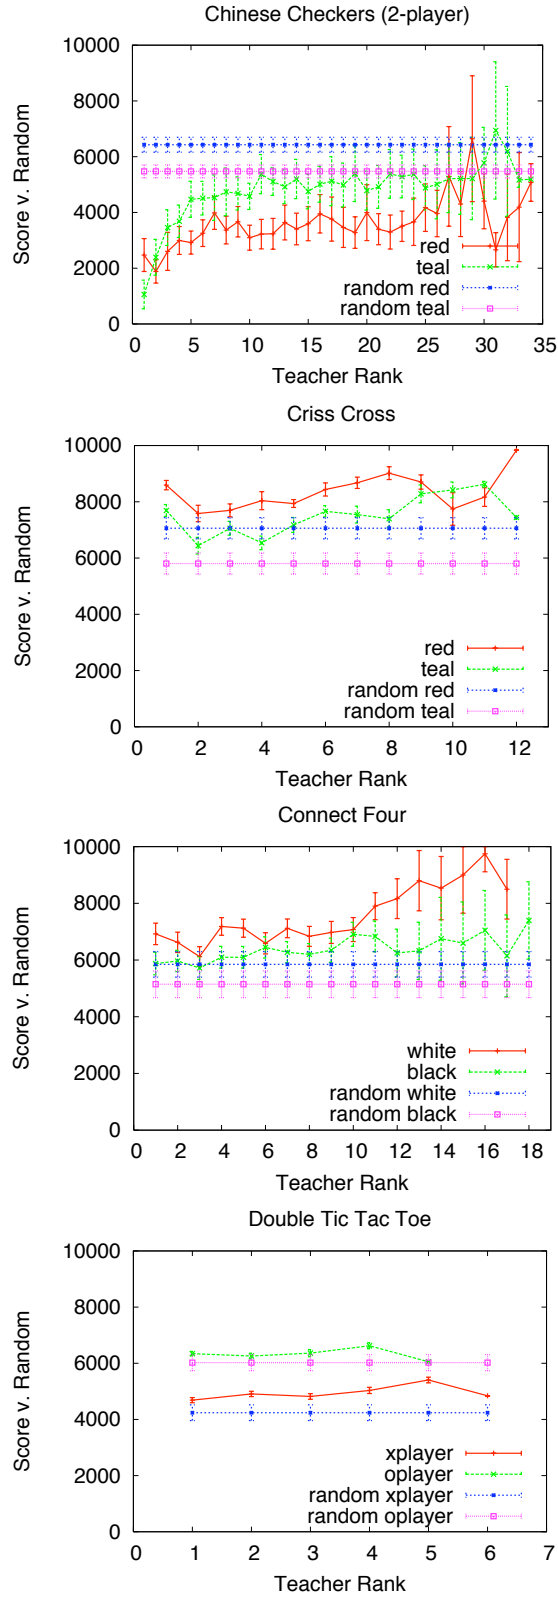 Chinese Checkers (2-player)
10000
8000
6000
4000
2000
0
Score v. Random
red
teal
random red
random teal
0 5 10 15 20 25 30 35
Teacher Rank
Criss Cross
10000
8000
6000
4000
2000
0
Score v. Random
red
teal
random red
random teal
0 2 4 6 8 10 12
Teacher Rank
Connect Four
10000
8000
6000
4000
2000
0
Score v. Random
white
black
random white
random black
0 2 4 6 8 10 12 14 16 18
Teacher Rank
Double Tic Tac Toe
10000
8000
6000
4000
2000
0
Score v. Random
xplayer
oplayer
random xplayer
random oplayer
0 1 2 3 4 5 6 7
Teacher Rank